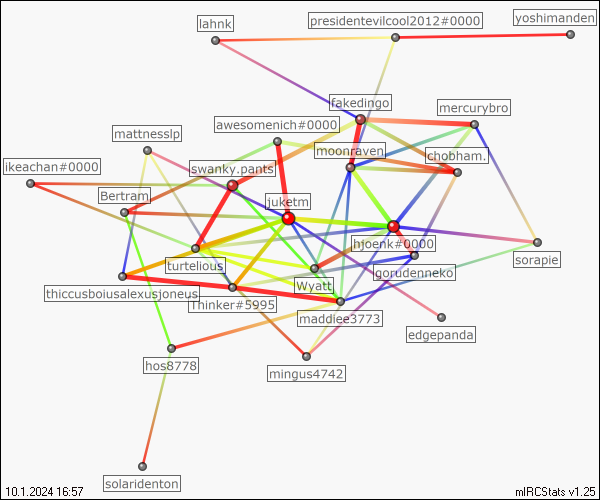 yoshimanden
presidentevilcool2012#0000
lahnk
fakedingo
mercurybro
awesomenich#0000
mattnesslp
moonraven
chobham.
ikeachan#0000
swanky.pants
Bertram
juketm
hjoenk#0000
turtelious
sorapie
gorudenneko
Wyatt
thiccusboiusalexusjoneus
Thinker#5995
maddiee3773
edgepanda
hos8778
mingus4742
solaridenton
10.1.2024 16:57
mIRCStats v1.25